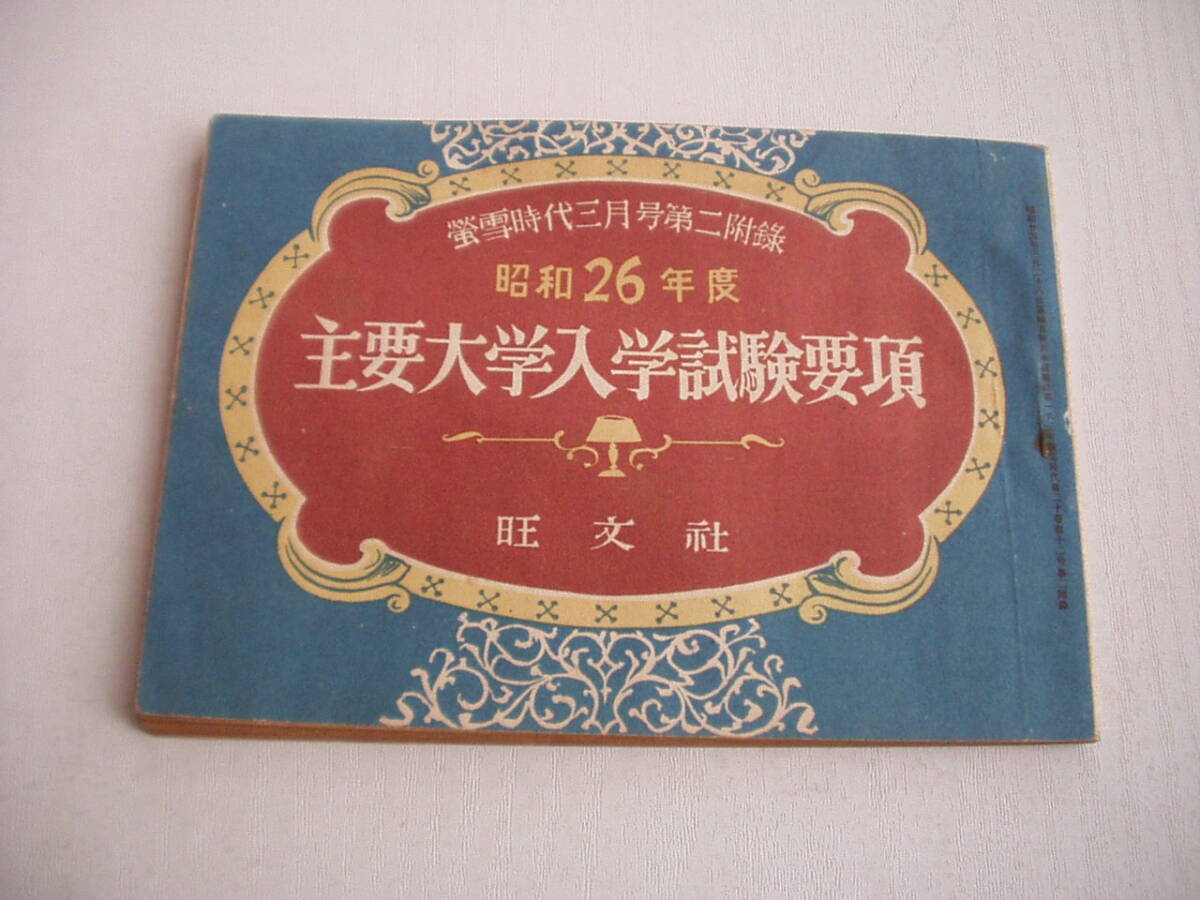 螢雪時代三月号第二附錄
昭和26年度
主要大学入学試験要項
旺文社